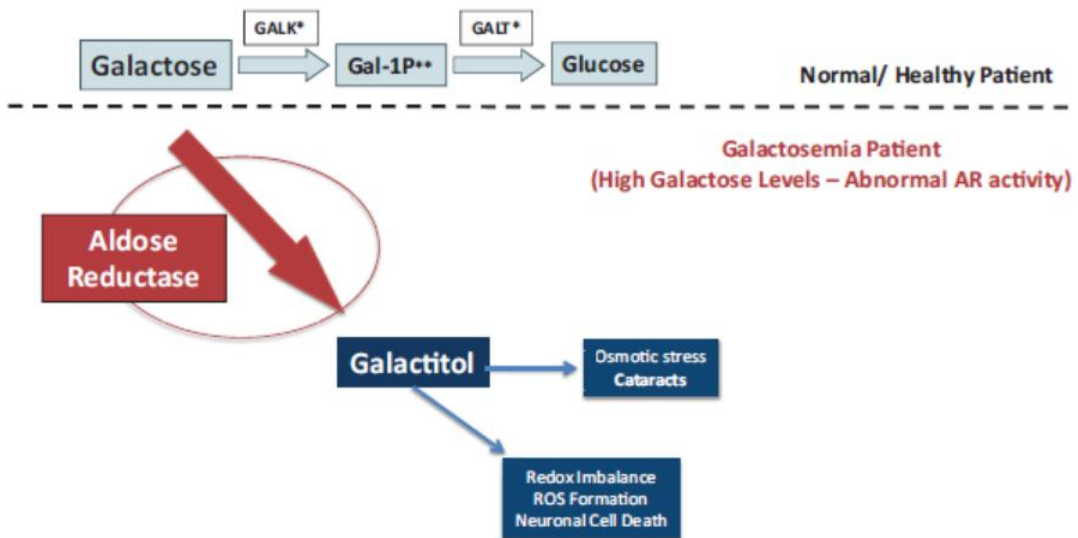 GALK*
GALT*
Galactose
Gal-1P**
Glucose
Normal/ Healthy Patient
Galactosemia Patient
(High Galactose Levels – Abnormal AR activity)
Aldose
Reductase
Galactitol
Osmotic stress
Cataracts
Redox Imbalance
ROS Formation
Neuronal Cell Death